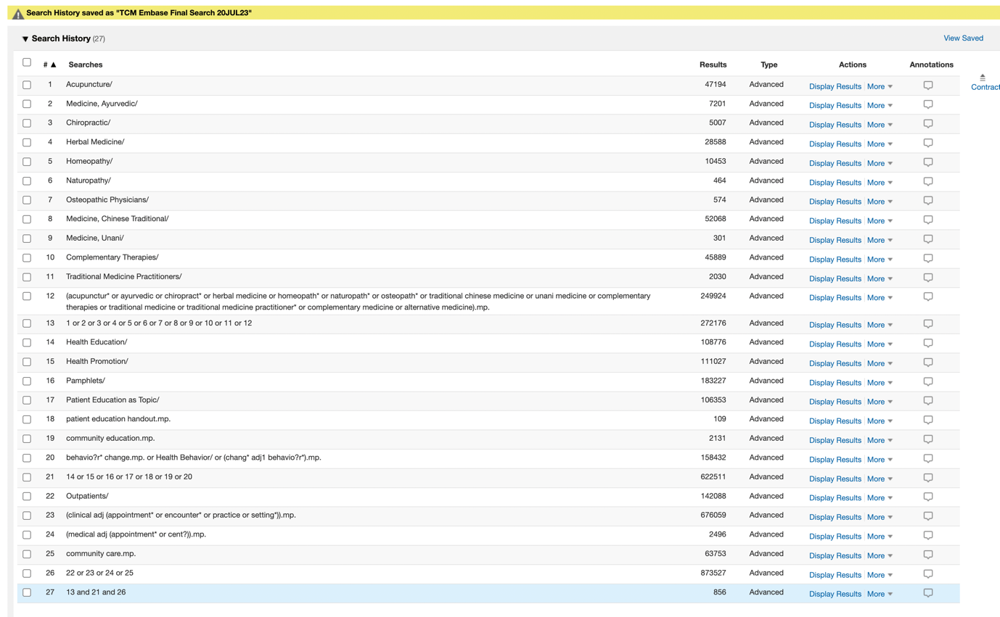 Search History saved as "TCM Embase Final Search 20JUL23"
▼ Search History (27) View Saved
# ▲ Searches Results Type Actions Annotations
Contract
1 Acupuncture/ 47194 Advanced Display Results More ▼
2 Medicine, Ayurvedic/ 7201 Advanced Display Results More ▼
3 Chiropractic/ 5007 Advanced Display Results More ▼
4 Herbal Medicine/ 28588 Advanced Display Results More ▼
5 Homeopathy/ 10453 Advanced Display Results More ▼
6 Naturopathy/ 464 Advanced Display Results More ▼
7 Osteopathic Physicians/ 574 Advanced Display Results More ▼
8 Medicine, Chinese Traditional/ 52068 Advanced Display Results More ▼
9 Medicine, Unani/ 301 Advanced Display Results More ▼
10 Complementary Therapies/ 45889 Advanced Display Results More ▼
11 Traditional Medicine Practitioners/ 2030 Advanced Display Results More ▼
12 (acupunctur* or ayurvedic or chiropract* or herbal medicine or homeopath* or naturopath* or osteopath* or traditional chinese medicine or unani medicine or complementary 249924 Advanced Display Results More ▼
therapies or traditional medicine or traditional medicine practitioner* or complementary medicine or alternative medicine).mp.
13 1 or 2 or 3 or 4 or 5 or 6 or 7 or 8 or 9 or 10 or 11 or 12 272176 Advanced Display Results More ▼
14 Health Education/ 108776 Advanced Display Results More ▼
15 Health Promotion/ 111027 Advanced Display Results More ▼
16 Pamphlets/ 183227 Advanced Display Results More ▼
17 Patient Education as Topic/ 106353 Advanced Display Results More ▼
18 patient education handout.mp. 109 Advanced Display Results More ▼
19 community education.mp. 2131 Advanced Display Results More ▼
20 behavio?r* change.mp. or Health Behavior/ or (chang* adj1 behavio?r*).mp. 158432 Advanced Display Results More ▼
21 14 or 15 or 16 or 17 or 18 or 19 or 20 622511 Advanced Display Results More ▼
22 Outpatients/ 142088 Advanced Display Results More ▼
23 (clinical adj (appointment* or encounter* or practice or setting*)).mp. 676059 Advanced Display Results More ▼
24 (medical adj (appointment* or cent?)).mp. 2496 Advanced Display Results More ▼
25 community care.mp. 63753 Advanced Display Results More ▼
26 22 or 23 or 24 or 25 873527 Advanced Display Results More ▼
27 13 and 21 and 26 856 Advanced Display Results More ▼